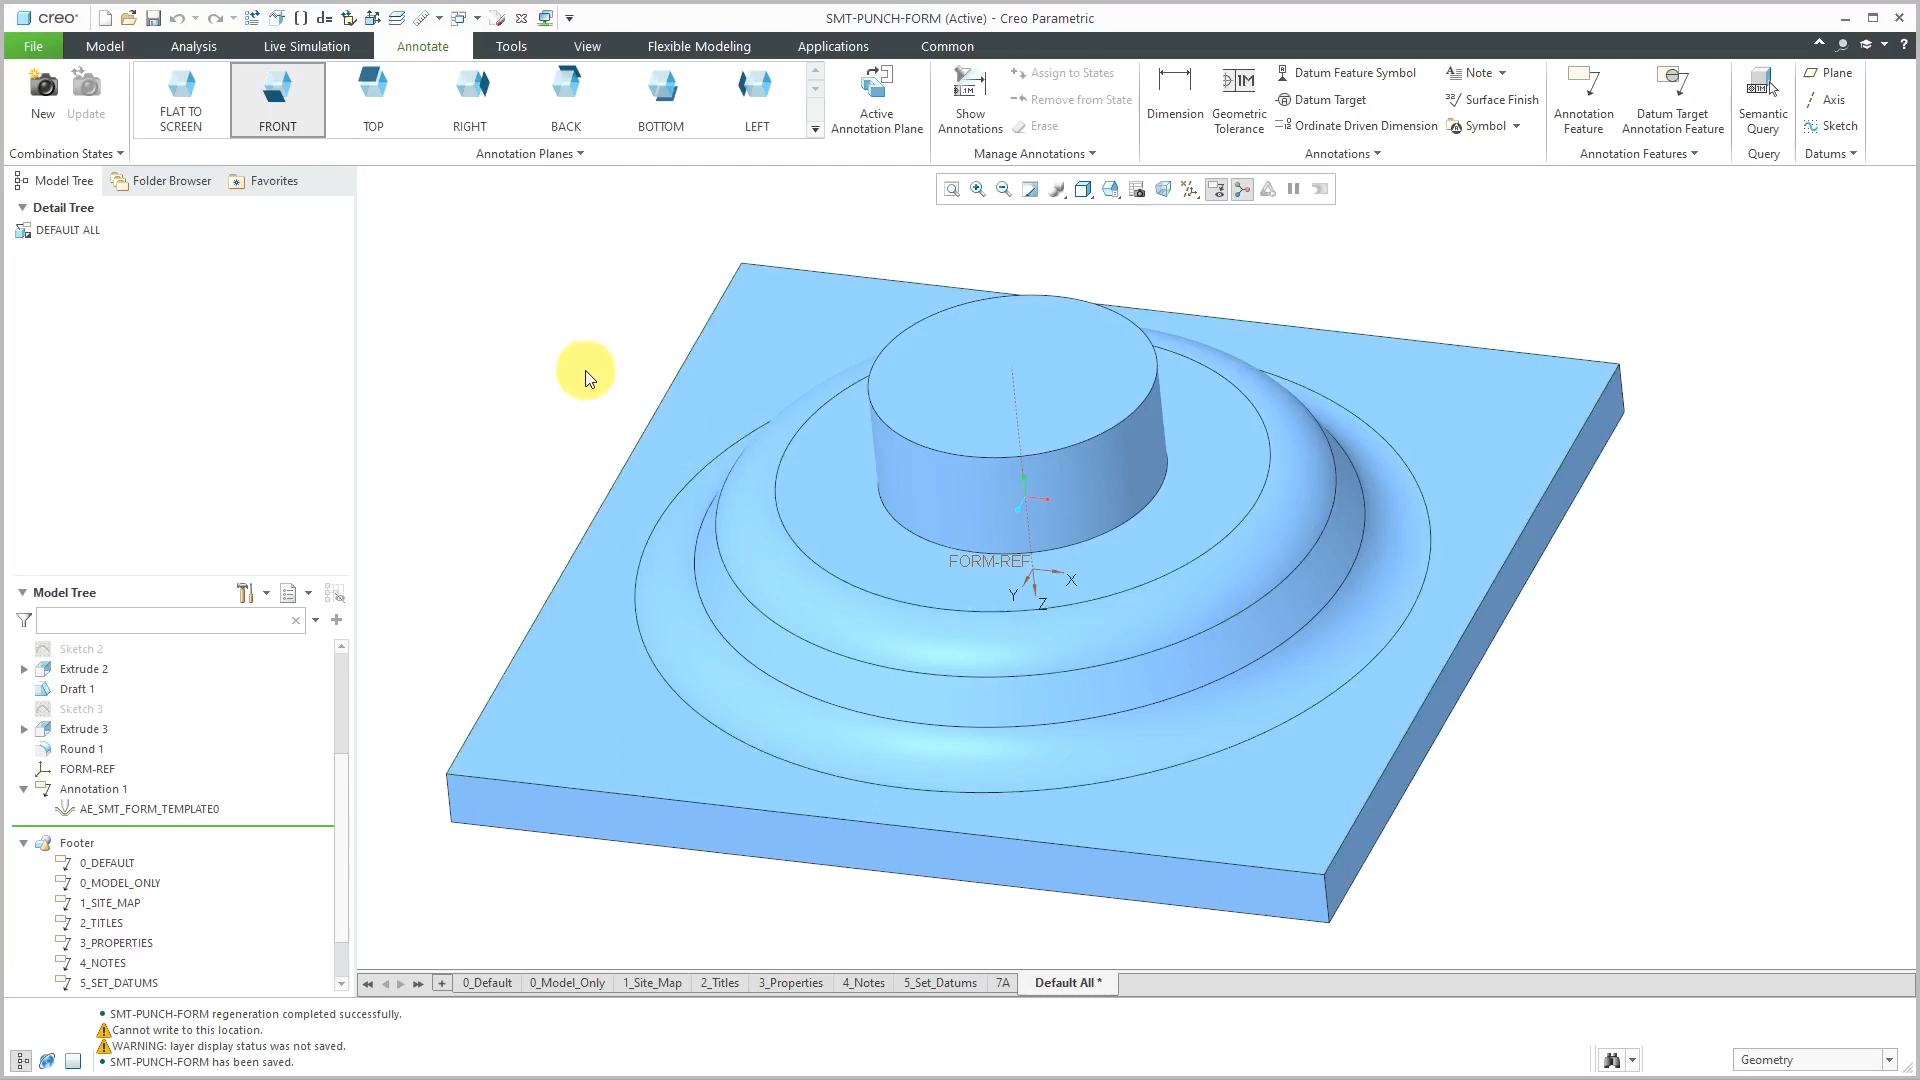 creo
SMT-PUNCH-FORM (Active) - Creo Parametric
File Model Analysis Live Simulation Annotate Tools View Flexible Modeling Applications Common
New
Update
FLAT TO
SCREEN
FRONT
TOP
RIGHT
BACK
BOTTOM
LEFT
Active
Annotation Plane
Show
Annotations
Assign to States
Remove from State
Erase
Dimension
Geometric
Tolerance
Datum Feature Symbol
Datum Target
Ordinate Driven Dimension
Note
Surface Finish
Symbol
Annotation
Feature
Datum Target
Annotation Feature
Semantic
Query
Plane
Axis
Sketch
Combination States Annotation Planes Manage Annotations Annotations Annotation Features Query Datums
Model Tree Folder Browser Favorites
Detail Tree
DEFAULT ALL
FORM-REF
X
Y
Z
Model Tree
Sketch 2
Extrude 2
Draft 1
Sketch 3
Extrude 3
Round 1
FORM-REF
Annotation 1
AE_SMT_FORM_TEMPLATE0
Footer
0_DEFAULT
0_MODEL_ONLY
1_SITE_MAP
2_TITLES
3_PROPERTIES
4_NOTES
5_SET_DATUMS
0_Default 0_Model_Only 1_Site_Map 2_Titles 3_Properties 4_Notes 5_Set_Datums 7A Default All *
• SMT-PUNCH-FORM regeneration completed successfully.
Cannot write to this location.
WARNING: layer display status was not saved.
• SMT-PUNCH-FORM has been saved.
Geometry